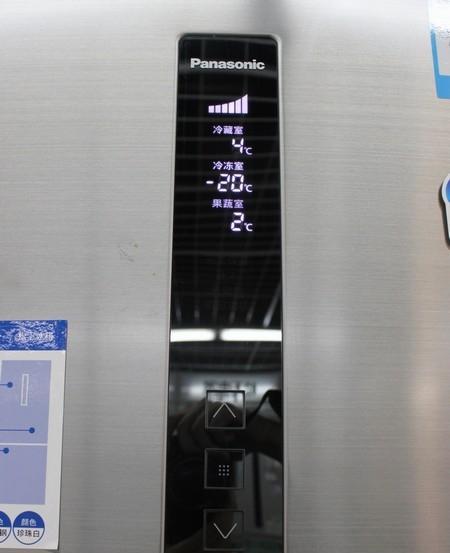 Panasonic
冷藏室
4℃
冷冻室
-20℃
果蔬室
2℃
颜色
珍珠白